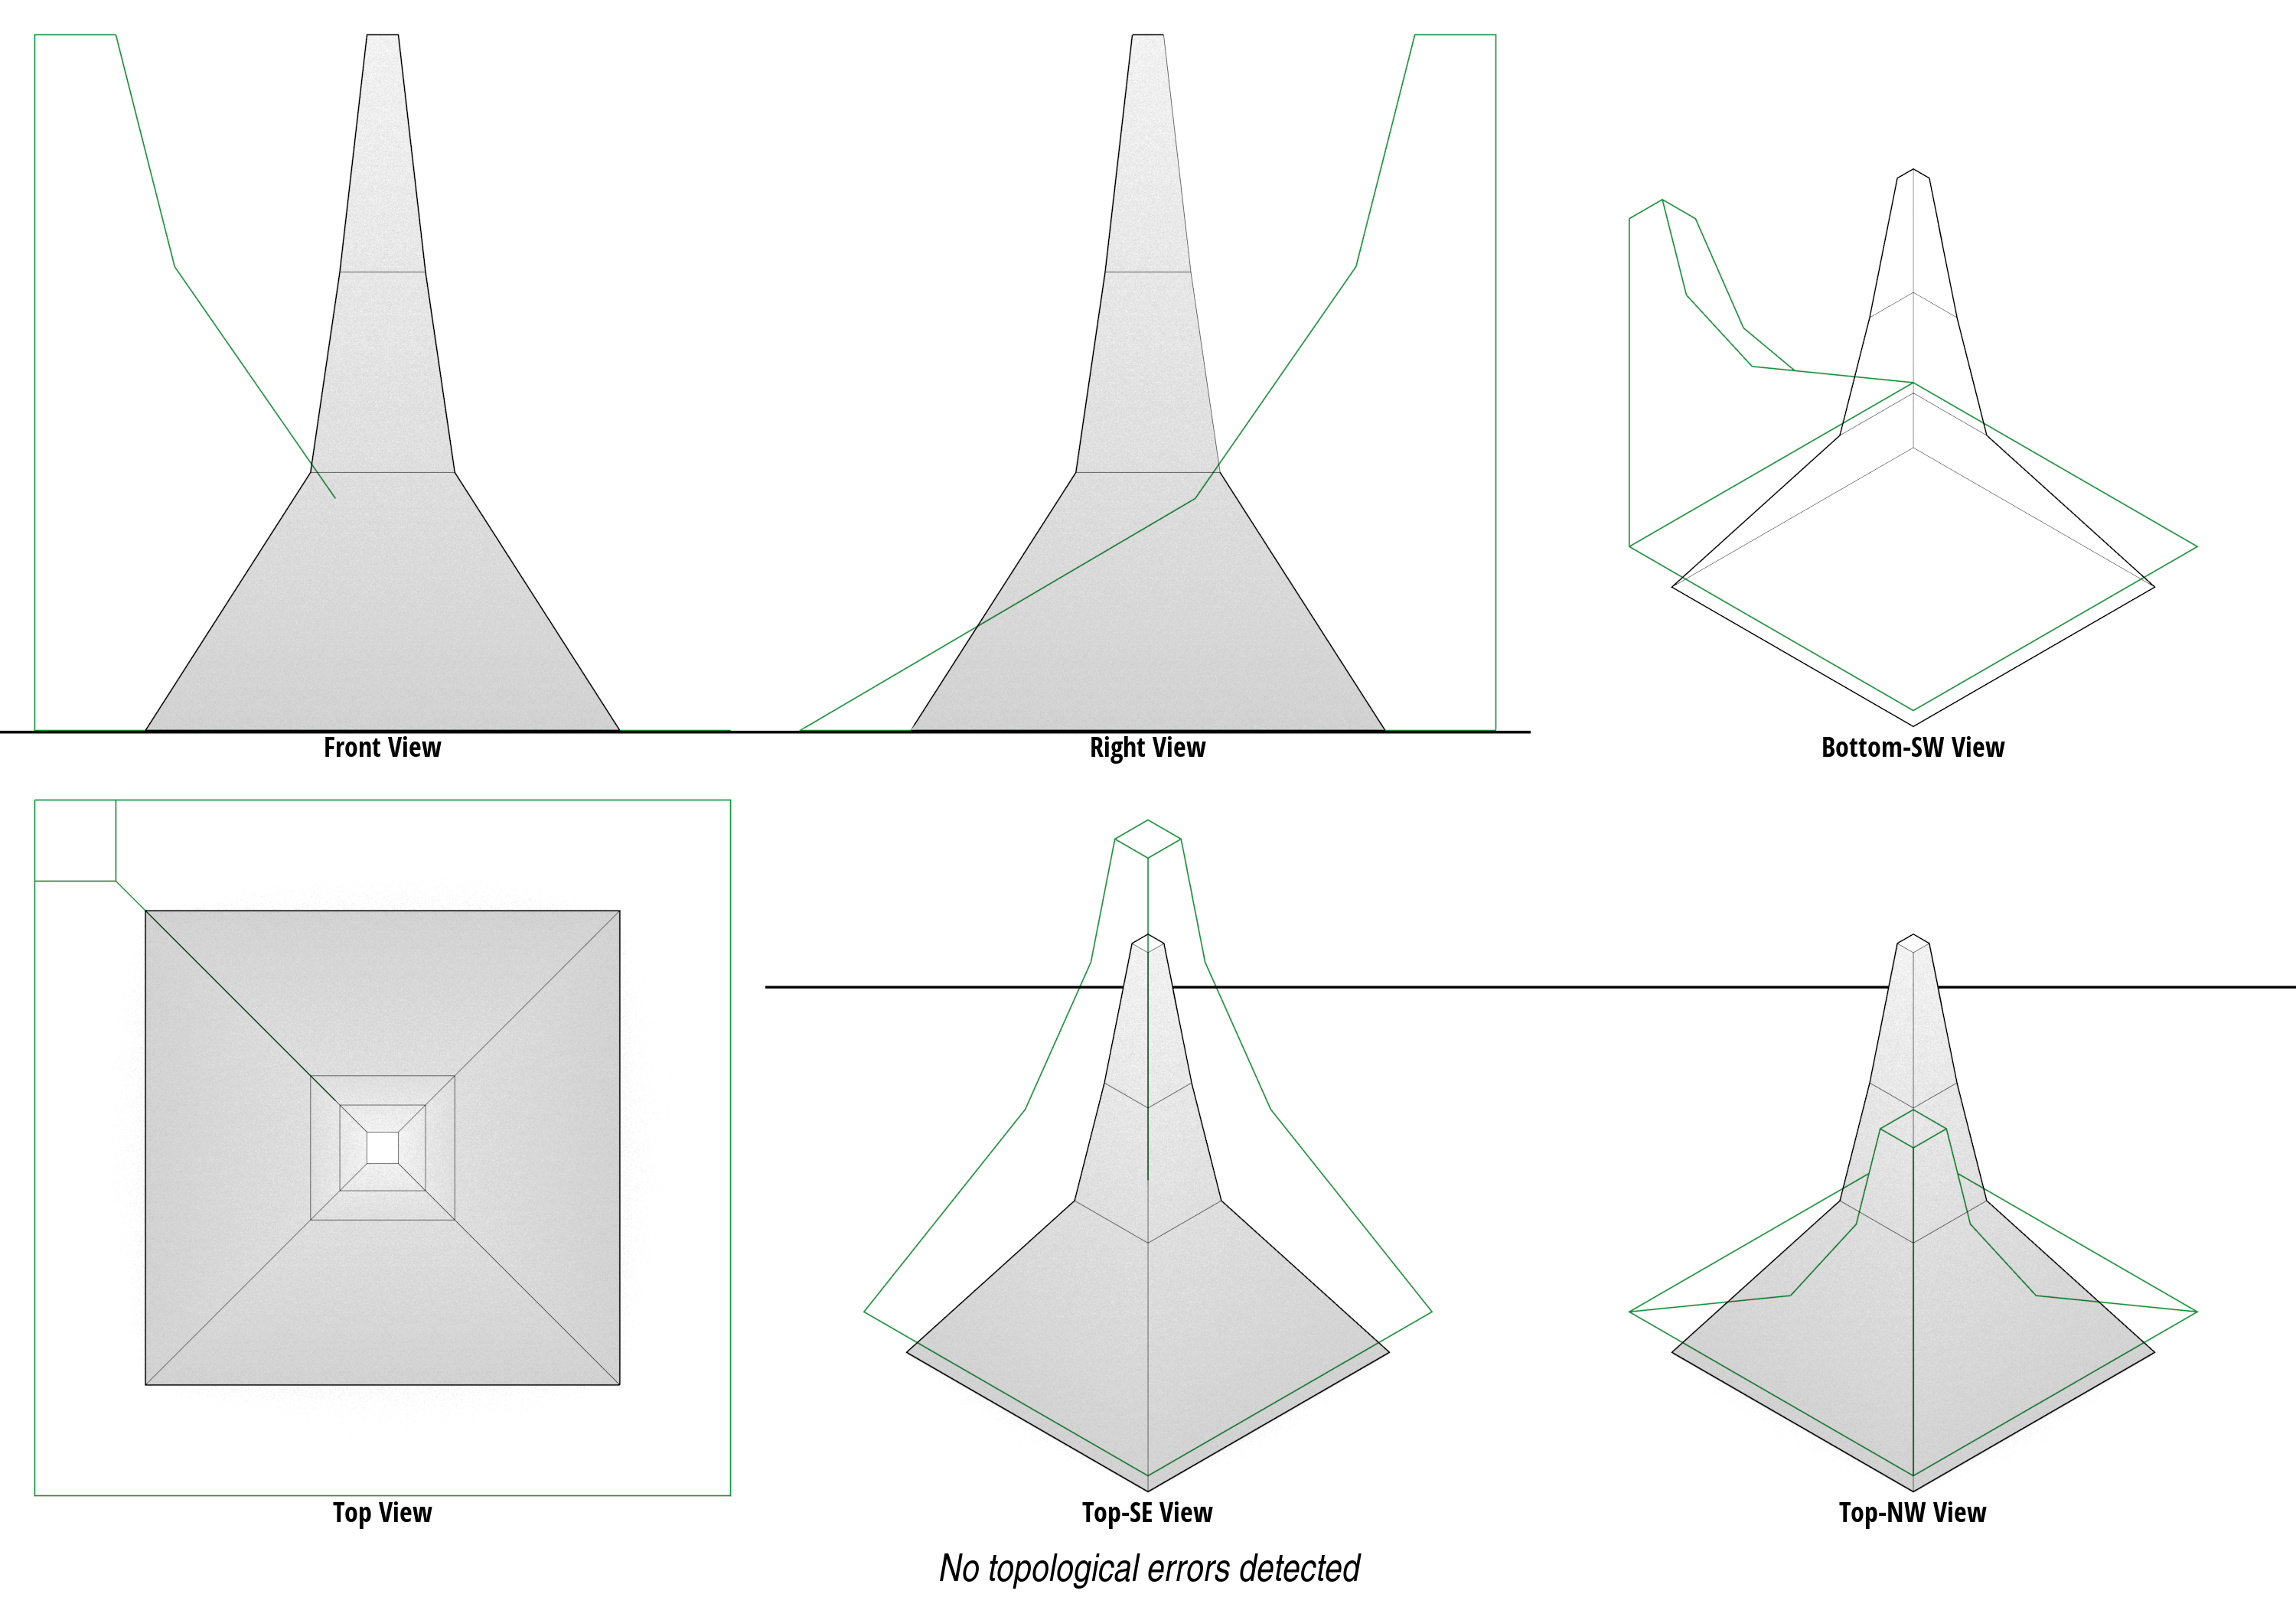 Front View
Right View
Bottom-SW View
Top View
Top-SE View
Top-NW View
No topological errors detected